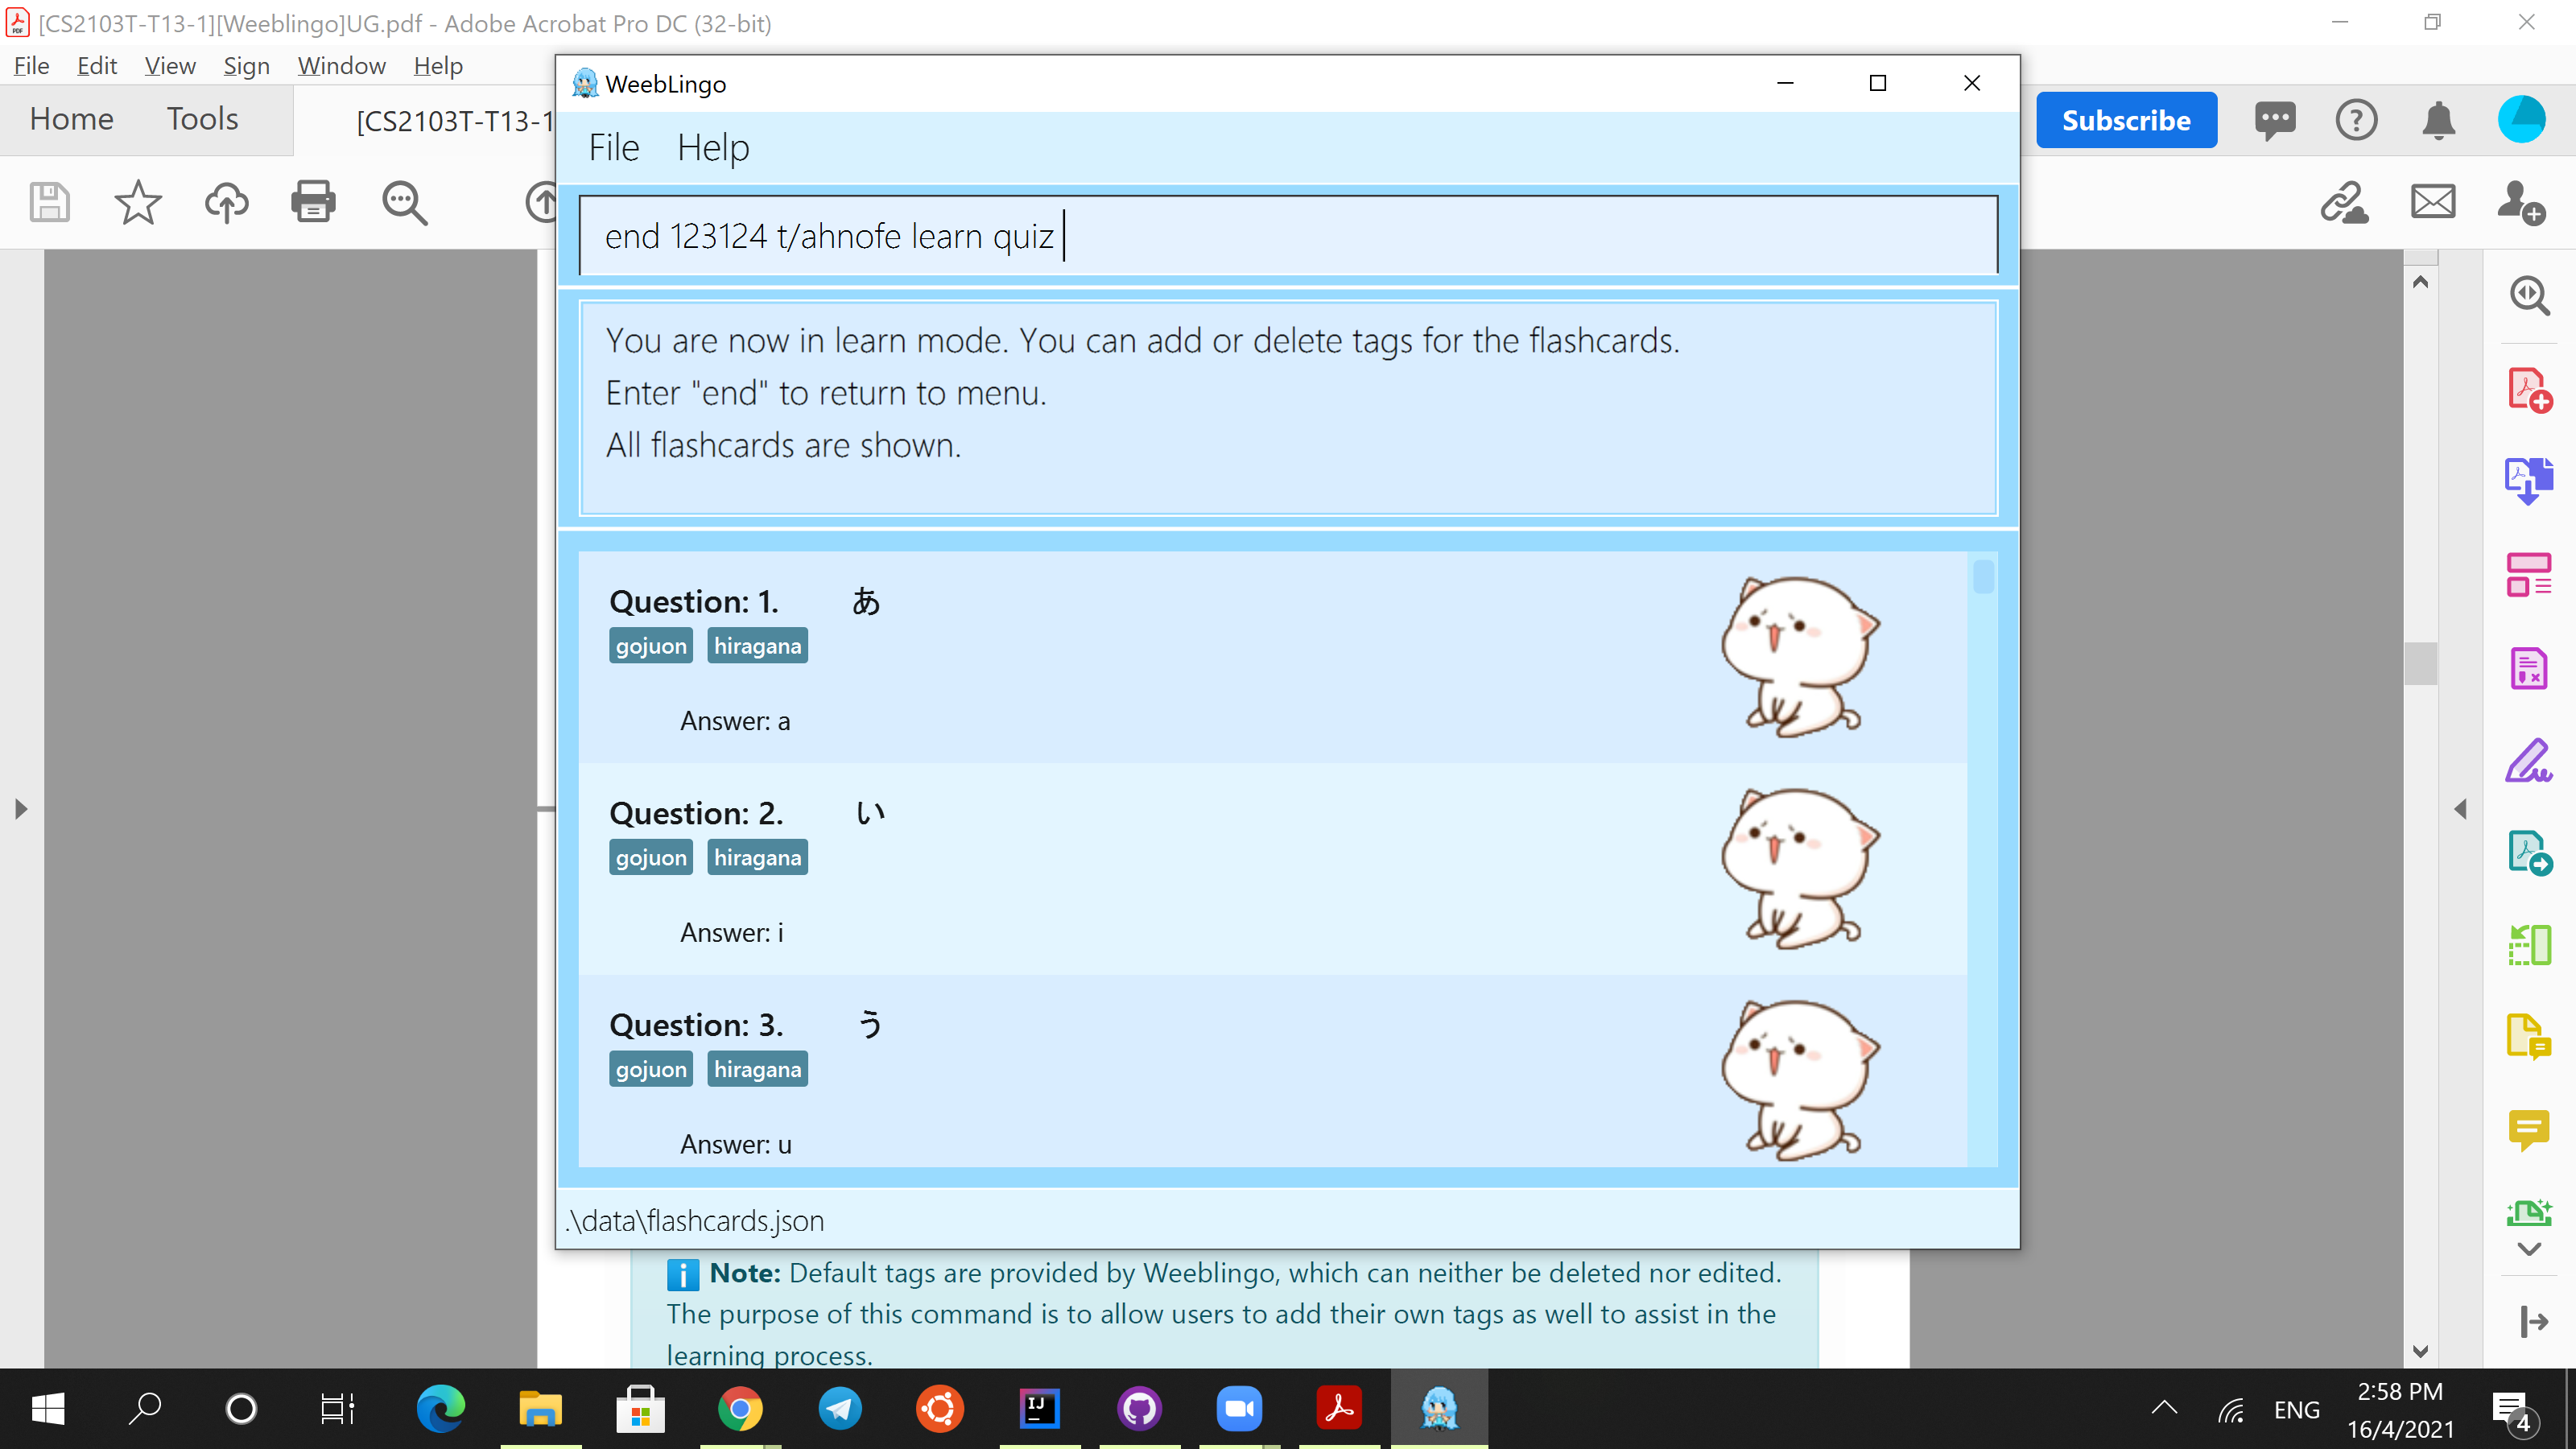 [CS2103T-T13-1][Weeblingo]UG.pdf - Adobe Acrobat Pro DC (32-bit)
File Edit View Sign Window Help
Home Tools [CS2103T-T13-1
Subscribe
WeebLingo
File Help
end 123124 t/ahnofe learn quiz
You are now in learn mode. You can add or delete tags for the flashcards.
Enter "end" to return to menu.
All flashcards are shown.
Question: 1. あ
gojuon hiragana
Answer: a
Question: 2. い
gojuon hiragana
Answer: i
Question: 3. う
gojuon hiragana
Answer: u
.\data\flashcards.json
Note: Default tags are provided by Weeblingo, which can neither be deleted nor edited.
The purpose of this command is to allow users to add their own tags as well to assist in the
learning process.
IJ
ENG
2:58 PM
16/4/2021
4